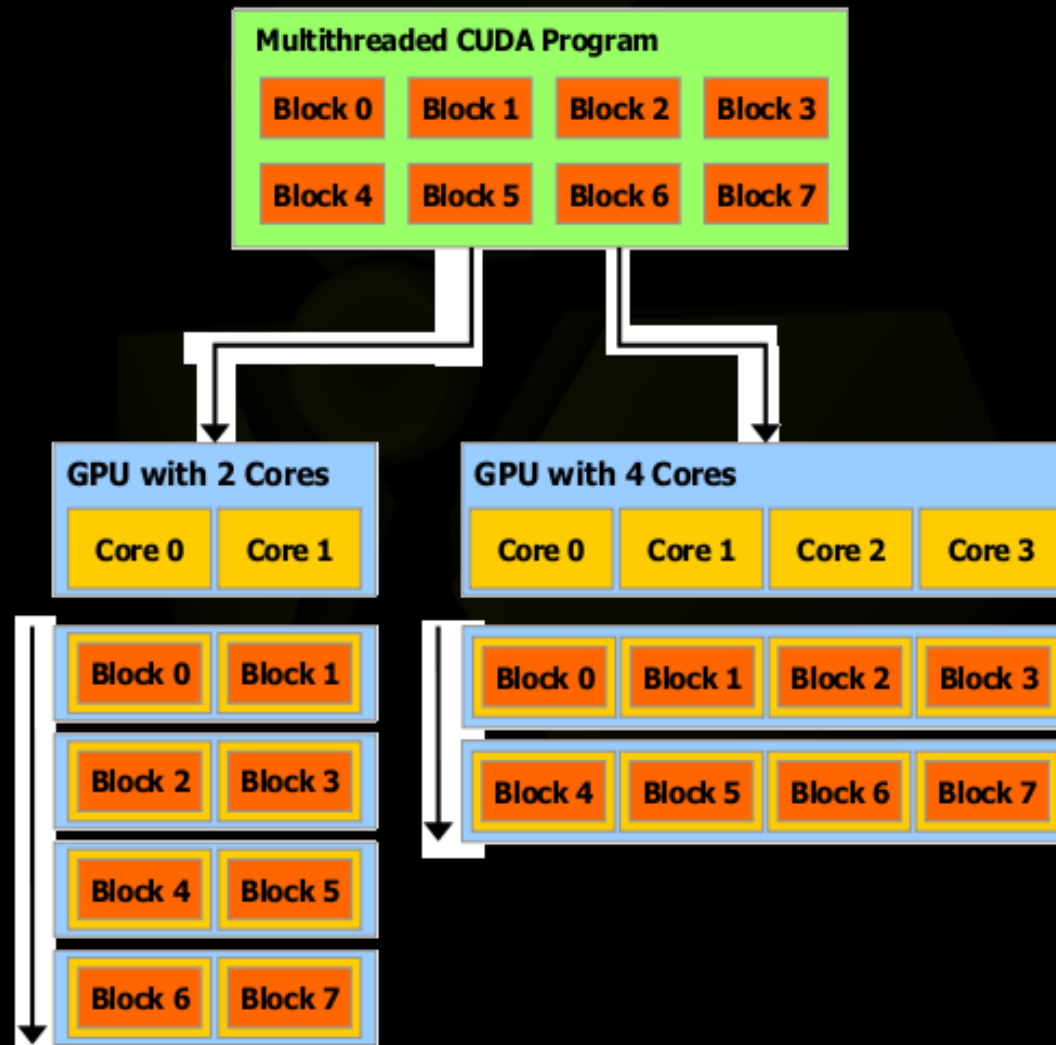 Multithreaded CUDA Program
Block 0 Block 1 Block 2 Block 3
Block 4 Block 5 Block 6 Block 7
GPU with 2 Cores
Core 0 Core 1
Block 0 Block 1
Block 2 Block 3
Block 4 Block 5
Block 6 Block 7
GPU with 4 Cores
Core 0 Core 1 Core 2 Core 3
Block 0 Block 1 Block 2 Block 3
Block 4 Block 5 Block 6 Block 7